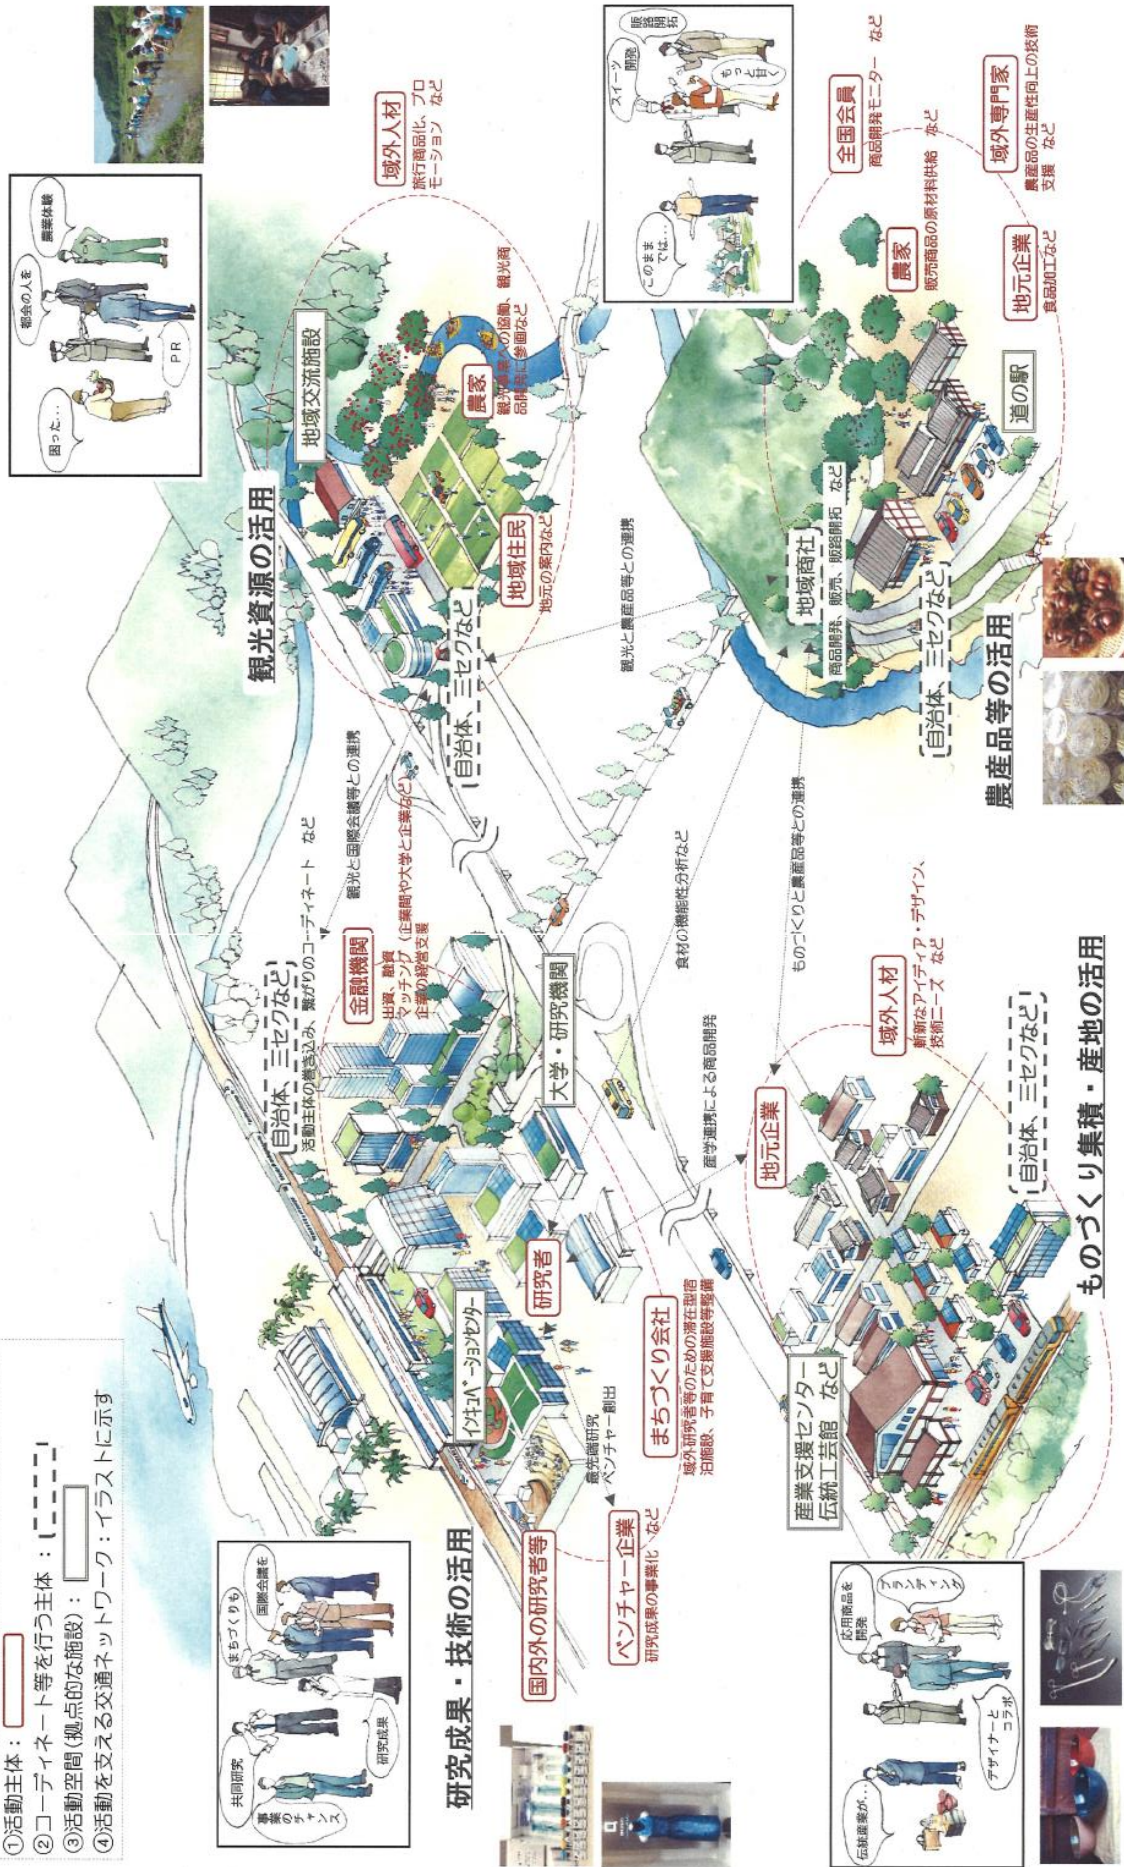 ①活動主体：
②コーディネート等を行う主体：
③活動空間(拠点的な施設)：
④活動を支える交通ネットワーク：イラストに示す
共同研究
事業のチャンス
まちづくりも
国際会議を
研究成果
研究成果・技術の活用
国内外の研究者等
ベンチャー企業
研究成果の事業化　など
最先端研究
ベンチャー創出
インキュベーションセンター
研究者
まちづくり会社
域外研究者等のための滞在型宿
泊施設、子育て支援施設等整備
自治体、三セクなど
活動主体の巻き込み、繋がりのコーディネート　など
金融機関
出資、融資
マッチング（企業間や大学と企業など）
企業の経営支援
大学・研究機関
観光と国際会議等との連携
困った…
都会の人を
農業体験
PR
観光資源の活用
地域交流施設
域外人材
旅行商品化、プロ
モーション　など
農家
観光事業への協働、観光商
品開発に参画など
地域住民
地元の案内など
自治体、三セクなど
観光と農産品等との連携
食材の機能性分析など
ものづくりと農産品等との連携
産学連携による商品開発
伝統産業が…
応用商品を
開発
ブランディング
デザイナーと
コラボ
産業支援センター
伝統工芸館　など
地元企業
域外人材
斬新なアイディア・デザイン、
技術ニーズ　など
自治体、三セクなど
ものづくり集積・産地の活用
このまま
では…
スイーツ
開発
販路
開拓
もっと甘く
全国会員
商品開発モニター　など
農家
販売商品の原材料供給　など
域外専門家
農産品の生産性向上の技術
支援　など
地元企業
食品加工など
道の駅
地域商社
商品開発、販売、販路開拓　など
自治体、三セクなど
農産品等の活用